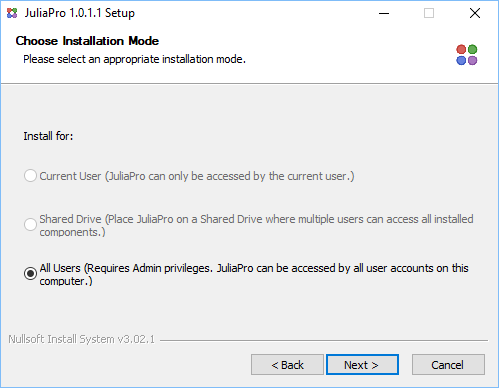 JuliaPro 1.0.1.1 Setup
Choose Installation Mode
Please select an appropriate installation mode.
Install for:
Current User (JuliaPro can only be accessed by the current user.)
Shared Drive (Place JuliaPro on a Shared Drive where multiple users can access all installed
components.)
All Users (Requires Admin privileges. JuliaPro can be accessed by all user accounts on this
computer.)
Nullsoft Install System v3.02.1
< Back
Next >
Cancel